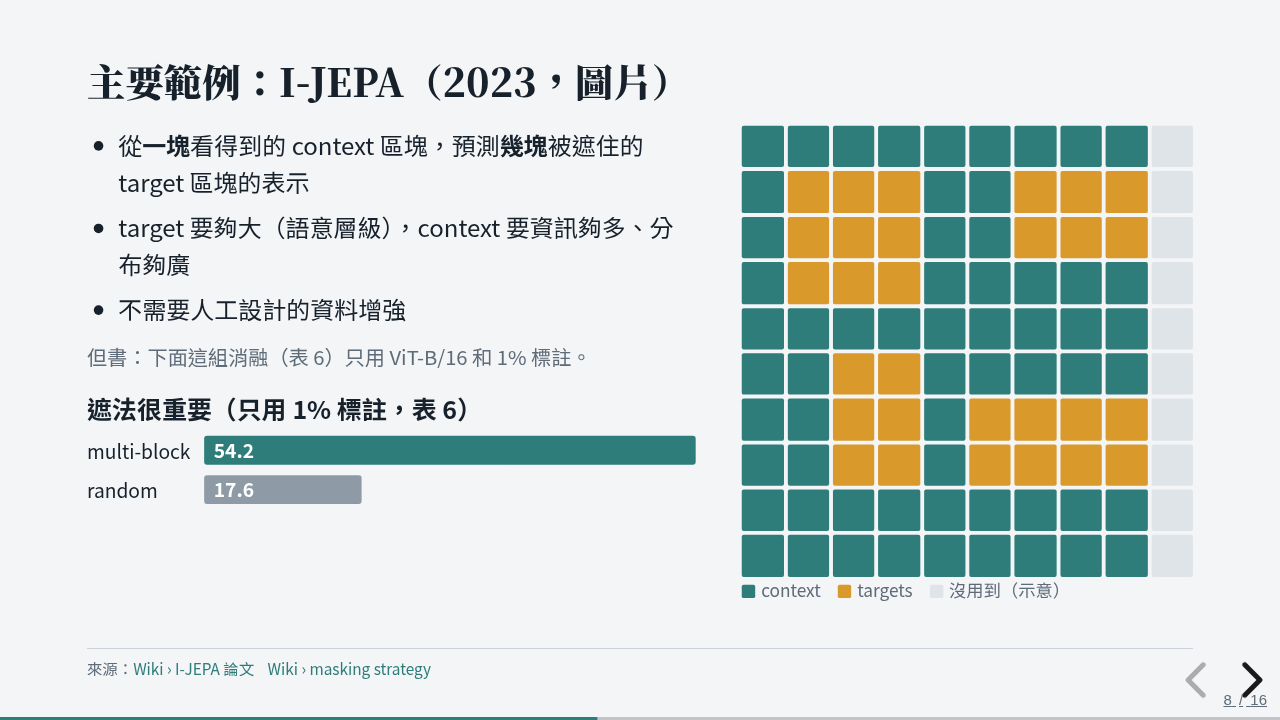 主要範例：I-JEPA（2023，圖片）
從一塊看得到的 context 區塊，預測幾塊被遮住的
target 區塊的表示
target 要夠大（語意層級），context 要資訊夠多、分
布夠廣
不需要人工設計的資料增強
但書：下面這組消融（表 6）只用 ViT-B/16 和 1% 標註。
遮法很重要（只用 1% 標註，表 6）
multi-block 54.2
random 17.6
context targets 沒用到（示意）
來源：Wiki › I-JEPA 論文 Wiki › masking strategy
8 / 16